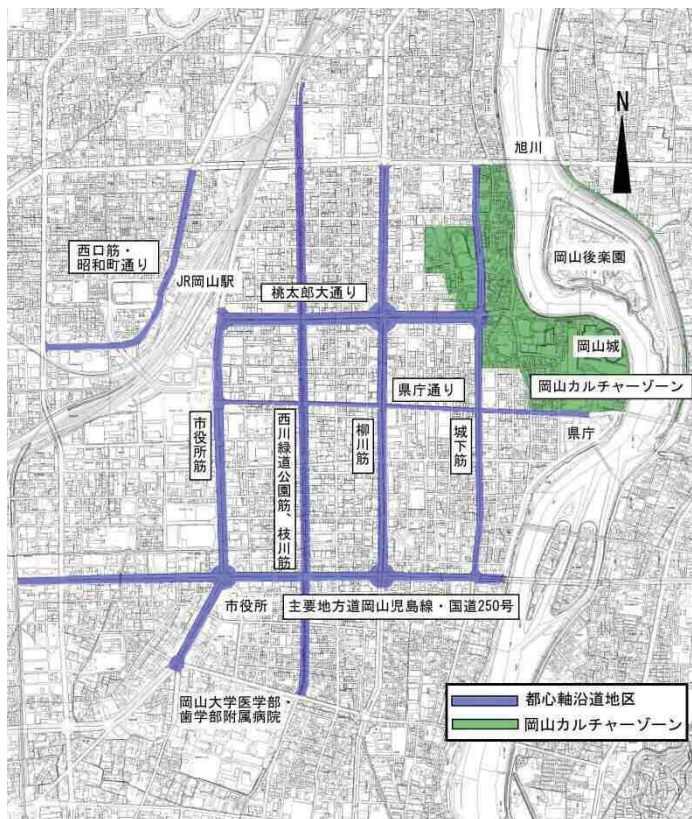 N
旭川
西口筋・
昭和町通り
岡山後楽園
JR岡山駅
桃太郎大通り
岡山城
岡山カルチャーゾーン
県庁通り
市役所筋
西川緑道公園筋、枝川筋
柳川筋
城下筋
県庁
市役所
主要地方道岡山児島線・国道250号
岡山大学医学部・
歯学部附属病院
都心軸沿道地区
岡山カルチャーゾーン